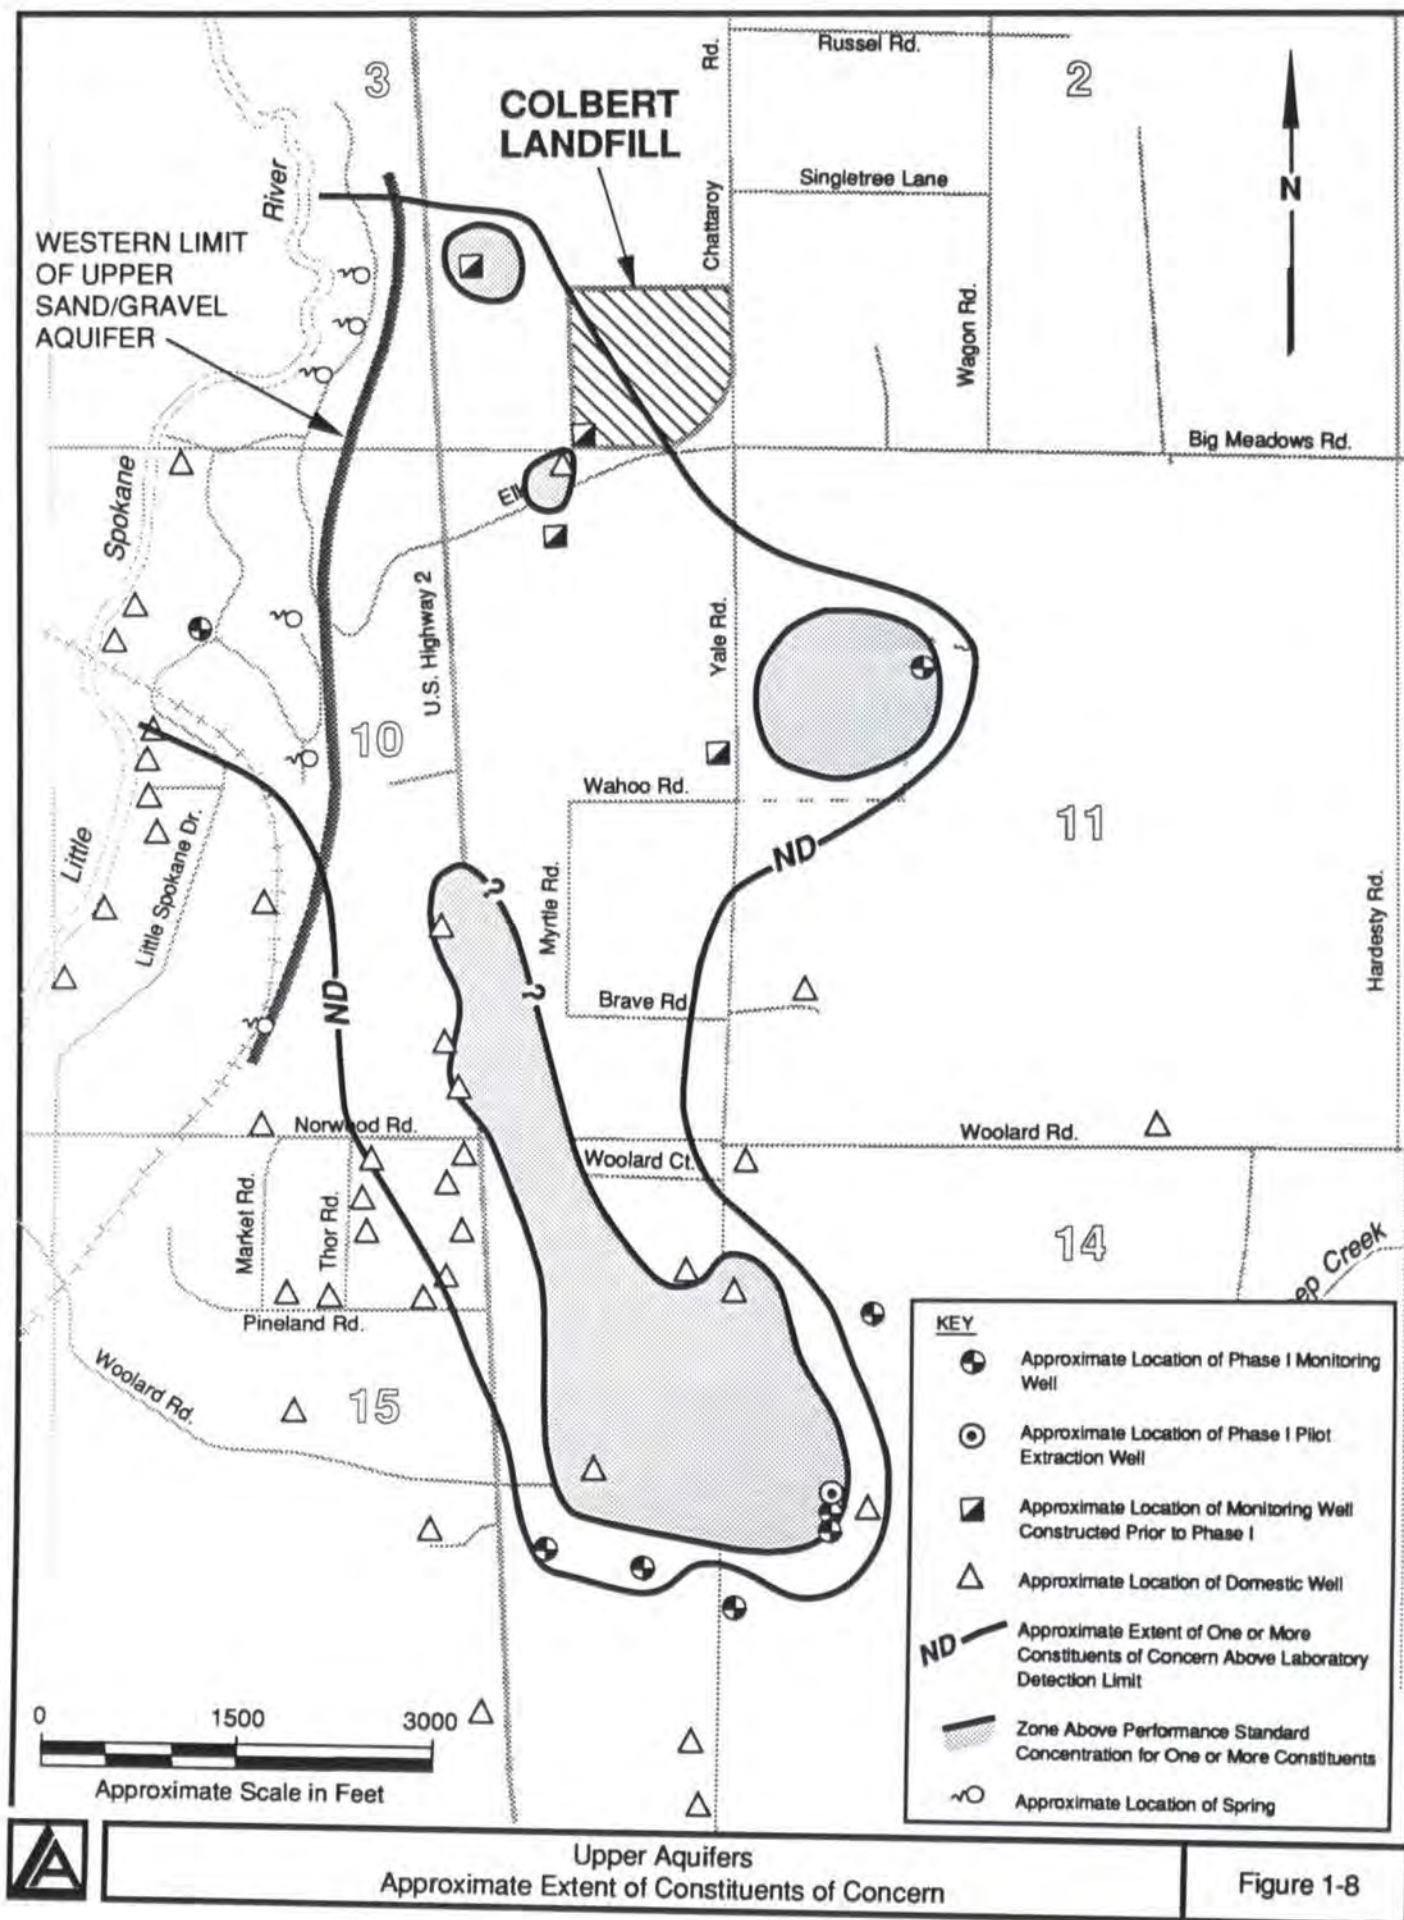 3
2
Russel Rd.
COLBERT
LANDFILL
Chattaroy Rd.
River
Singletree Lane
N
WESTERN LIMIT
OF UPPER
SAND/GRAVEL
AQUIFER
Wagon Rd.
Big Meadows Rd.
Spokane
U.S. Highway 2
Yale Rd.
10
Wahoo Rd.
11
ND
Little
Little Spokane Dr.
Myrtle Rd.
?
?
Hardesty Rd.
ND
Brave Rd.
Norwood Rd.
Woolard Rd.
Woolard Ct.
Market Rd.
Thor Rd.
14
Creek
Pineland Rd.
Woolard Rd.
15
KEY
Approximate Location of Phase I Monitoring
Well
Approximate Location of Phase I Pilot
Extraction Well
Approximate Location of Monitoring Well
Constructed Prior to Phase I
Approximate Location of Domestic Well
ND
Approximate Extent of One or More
Constituents of Concern Above Laboratory
Detection Limit
Zone Above Performance Standard
Concentration for One or More Constituents
Approximate Location of Spring
0 1500 3000
Approximate Scale in Feet
Upper Aquifers
Approximate Extent of Constituents of Concern
Figure 1-8